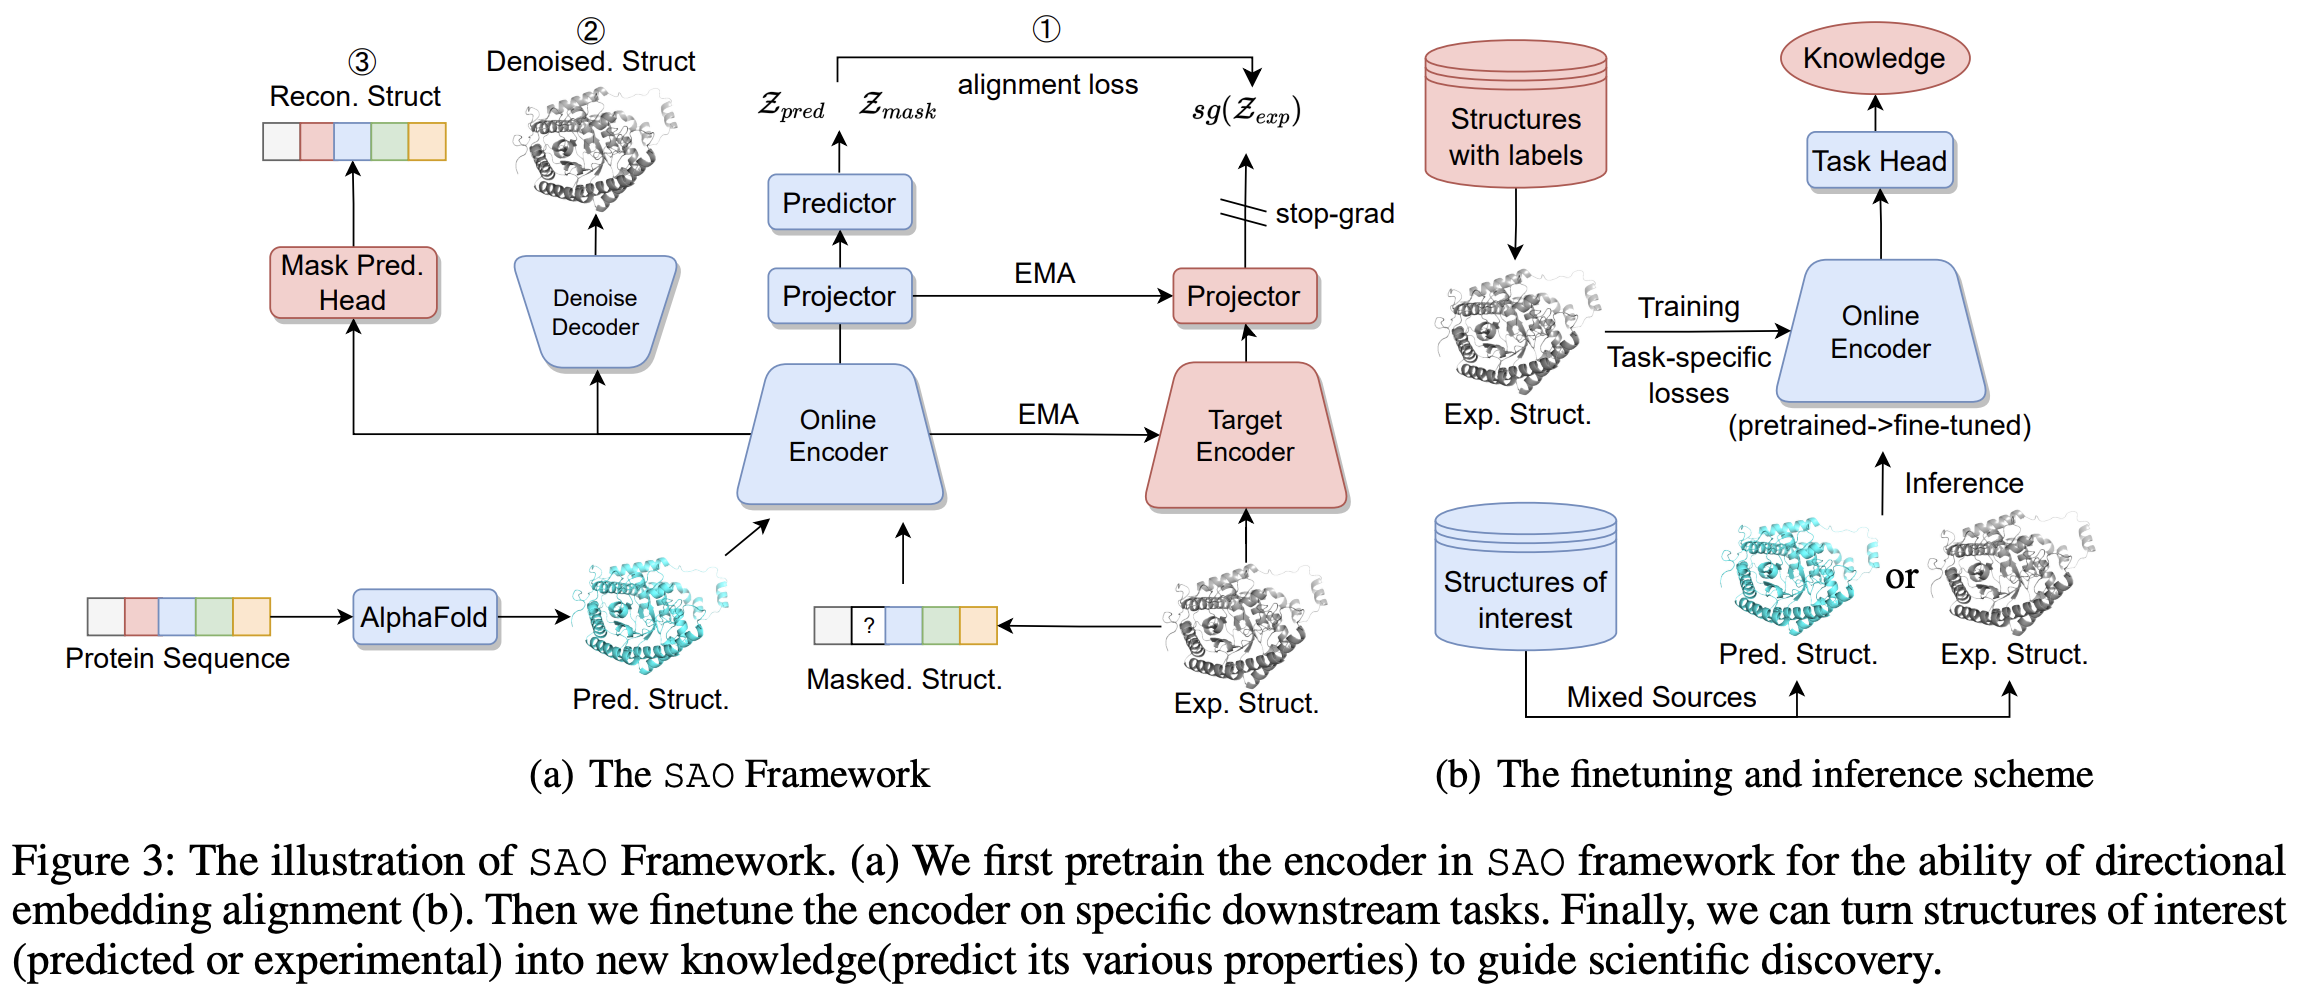 ①
②
Denoised. Struct
③
Recon. Struct
Z_pred Z_mask
alignment loss
sg(Z_exp)
Predictor
stop-grad
Mask Pred.
Head
Denoise
Decoder
Projector
EMA
Projector
Online
Encoder
EMA
Target
Encoder
Protein Sequence
AlphaFold
Pred. Struct.
?
Masked. Struct.
Exp. Struct.
(a) The SAO Framework
Structures
with labels
Knowledge
Task Head
Exp. Struct.
Training
Task-specific
losses
Online
Encoder
(pretrained->fine-tuned)
Inference
Structures of
interest
or
Pred. Struct.
Exp. Struct.
Mixed Sources
(b) The finetuning and inference scheme
Figure 3: The illustration of SAO Framework. (a) We first pretrain the encoder in SAO framework for the ability of directional
embedding alignment (b). Then we finetune the encoder on specific downstream tasks. Finally, we can turn structures of interest
(predicted or experimental) into new knowledge(predict its various properties) to guide scientific discovery.